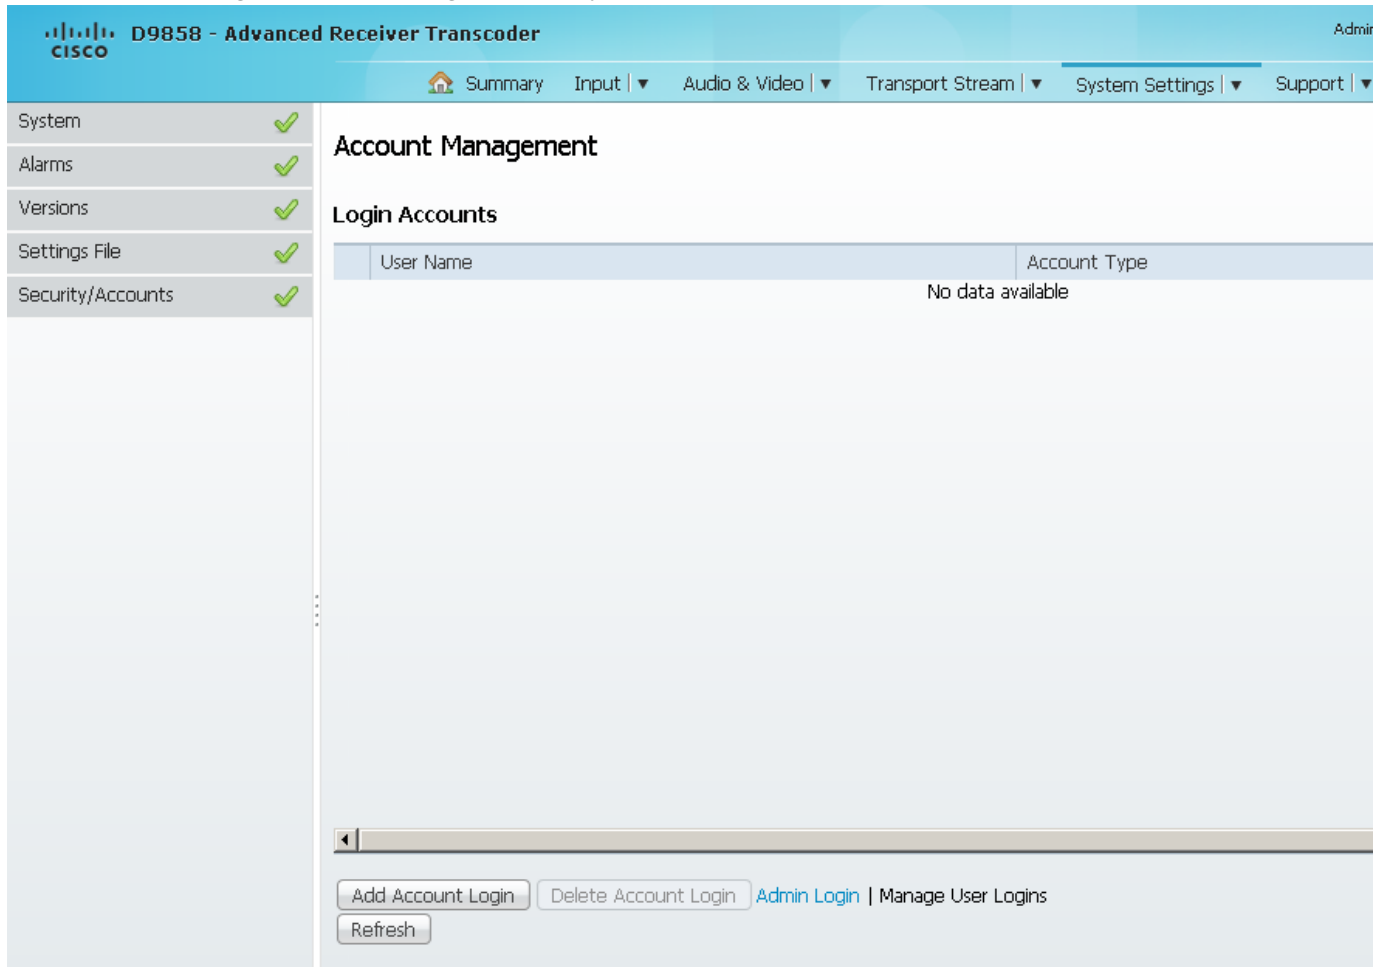 CISCO D9858 - Advanced Receiver Transcoder
Summary Input | ▼ Audio & Video | ▼ Transport Stream | ▼ System Settings | ▼ Support | ▼
System
Alarms
Versions
Settings File
Security/Accounts
Account Management
Login Accounts
User Name Account Type
No data available
Add Account Login Delete Account Login Admin Login | Manage User Logins
Refresh